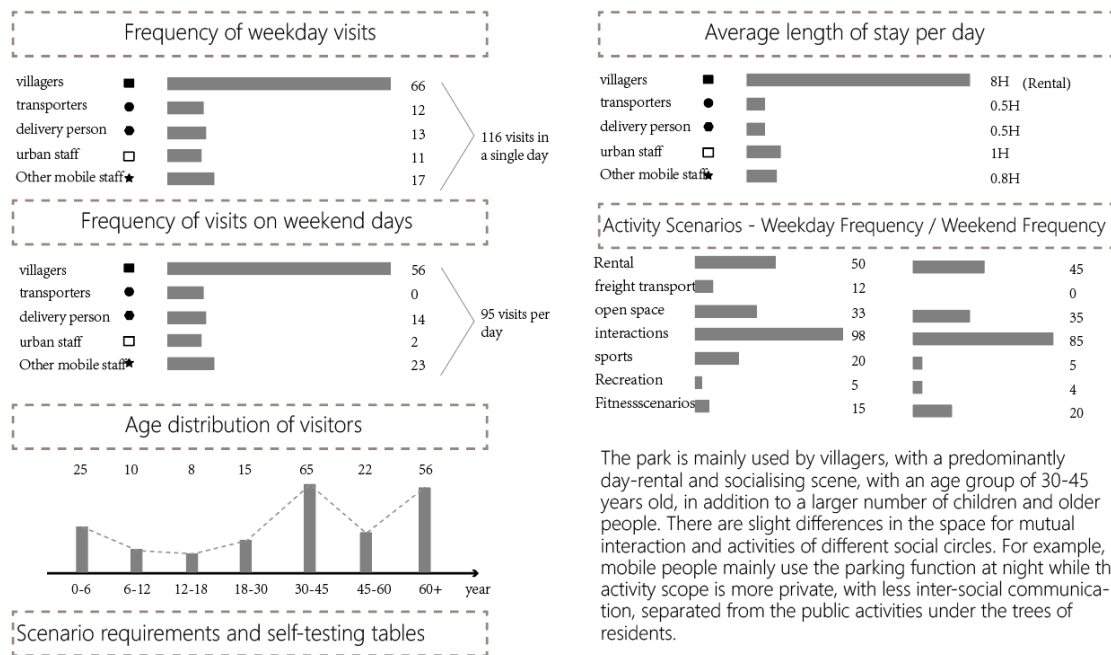 Frequency of weekday visits
villagers 66
transporters 12
delivery person 13
urban staff 11
Other mobile staff 17
116 visits in
a single day
Frequency of visits on weekend days
villagers 56
transporters 0
delivery person 14
urban staff 2
Other mobile staff 23
95 visits per
day
Age distribution of visitors
25 10 8 15 65 22 56
0-6 6-12 12-18 18-30 30-45 45-60 60+ year
Scenario requirements and self-testing tables
Average length of stay per day
villagers 8H (Rental)
transporters 0.5H
delivery person 0.5H
urban staff 1H
Other mobile staff 0.8H
Activity Scenarios - Weekday Frequency / Weekend Frequency
Rental 50 45
freight transport 12 0
open space 33 35
interactions 98 85
sports 20 5
Recreation 5 4
Fitnessscenarios 15 20
The park is mainly used by villagers, with a predominantly
day-rental and socialising scene, with an age group of 30-45
years old, in addition to a larger number of children and older
people. There are slight differences in the space for mutual
interaction and activities of different social circles. For example,
mobile people mainly use the parking function at night while th
activity scope is more private, with less inter-social communica-
tion, separated from the public activities under the trees of
residents.